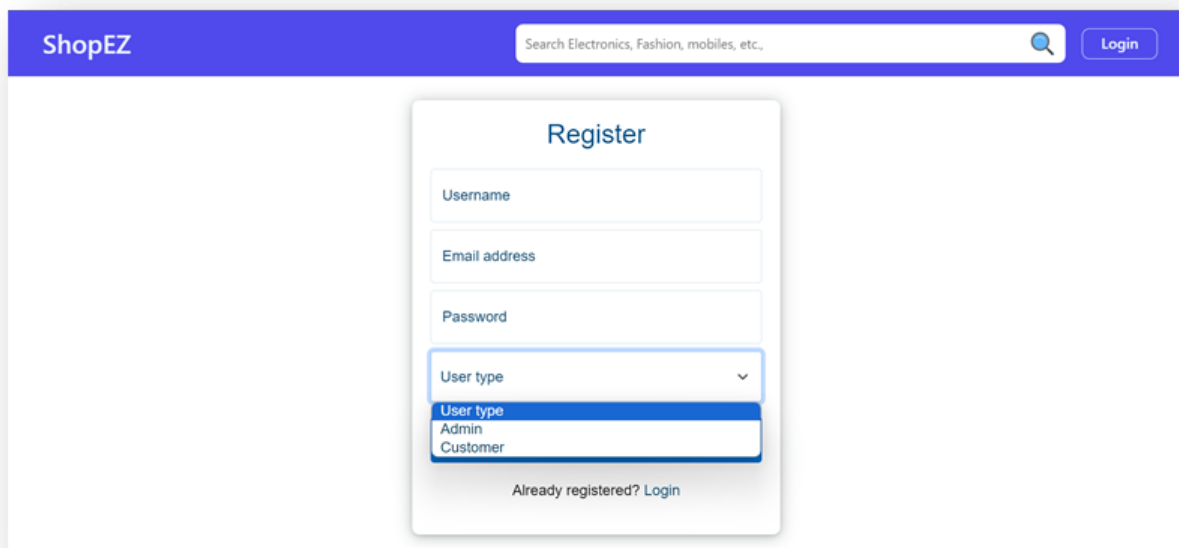 ShopEZ
Search Electronics, Fashion, mobiles, etc.,
Login
Register
Username
Email address
Password
User type
User type
Admin
Customer
Already registered? Login